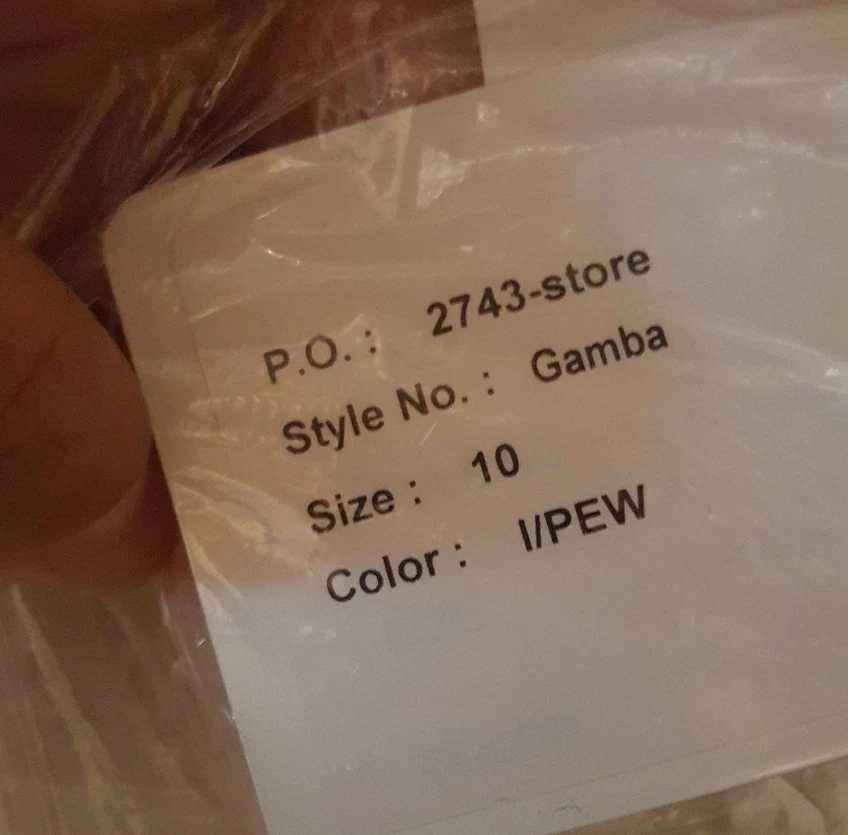 P.O. : 2743-store
Style No. : Gamba
Size : 10
Color : I/PEW